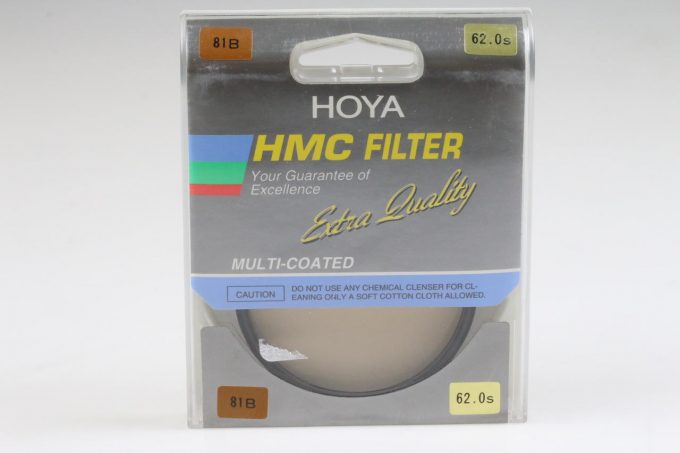 81B
62.0s
HOYA
HMC FILTER
Your Guarantee of
Excellence
Extra Quality
MULTI-COATED
CAUTION
DO NOT USE ANY CHEMICAL CLENSER FOR CL-
EANING ONLY A SOFT COTTON CLOTH ALLOWED.
81B
62.0s